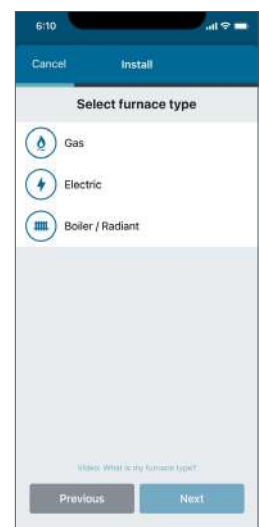 6:10
Cancel Install
Select furnace type
Gas
Electric
Boiler / Radiant
Video: What is my furnace type?
Previous Next